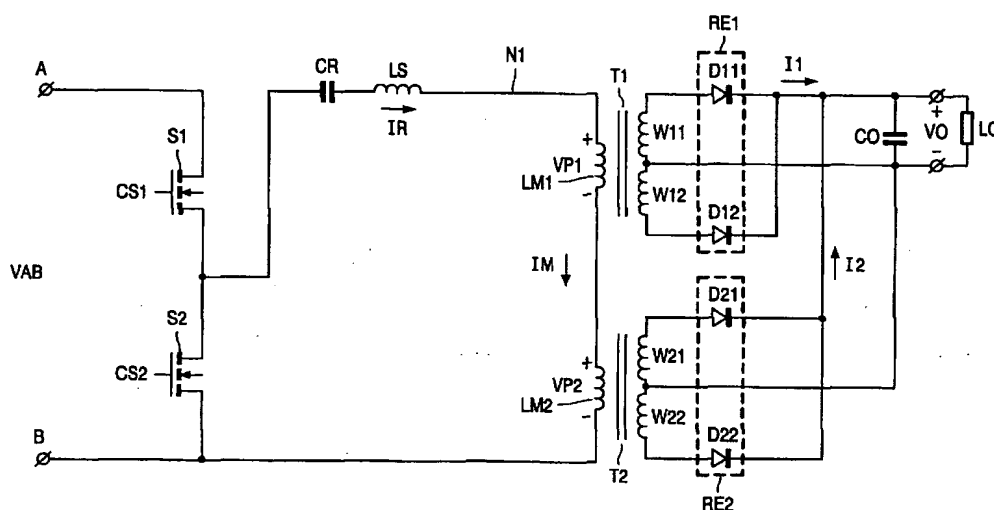 RE1
A
CR
LS
N1
T1
D11
I1
S1
IR
W11
+
CO
VO
-
+
VP1
CS1
LM1
-
W12
D12
VAB
IM
I2
S2
D21
W21
+
CS2
VP2
LM2
-
W22
B
D22
T2
RE2